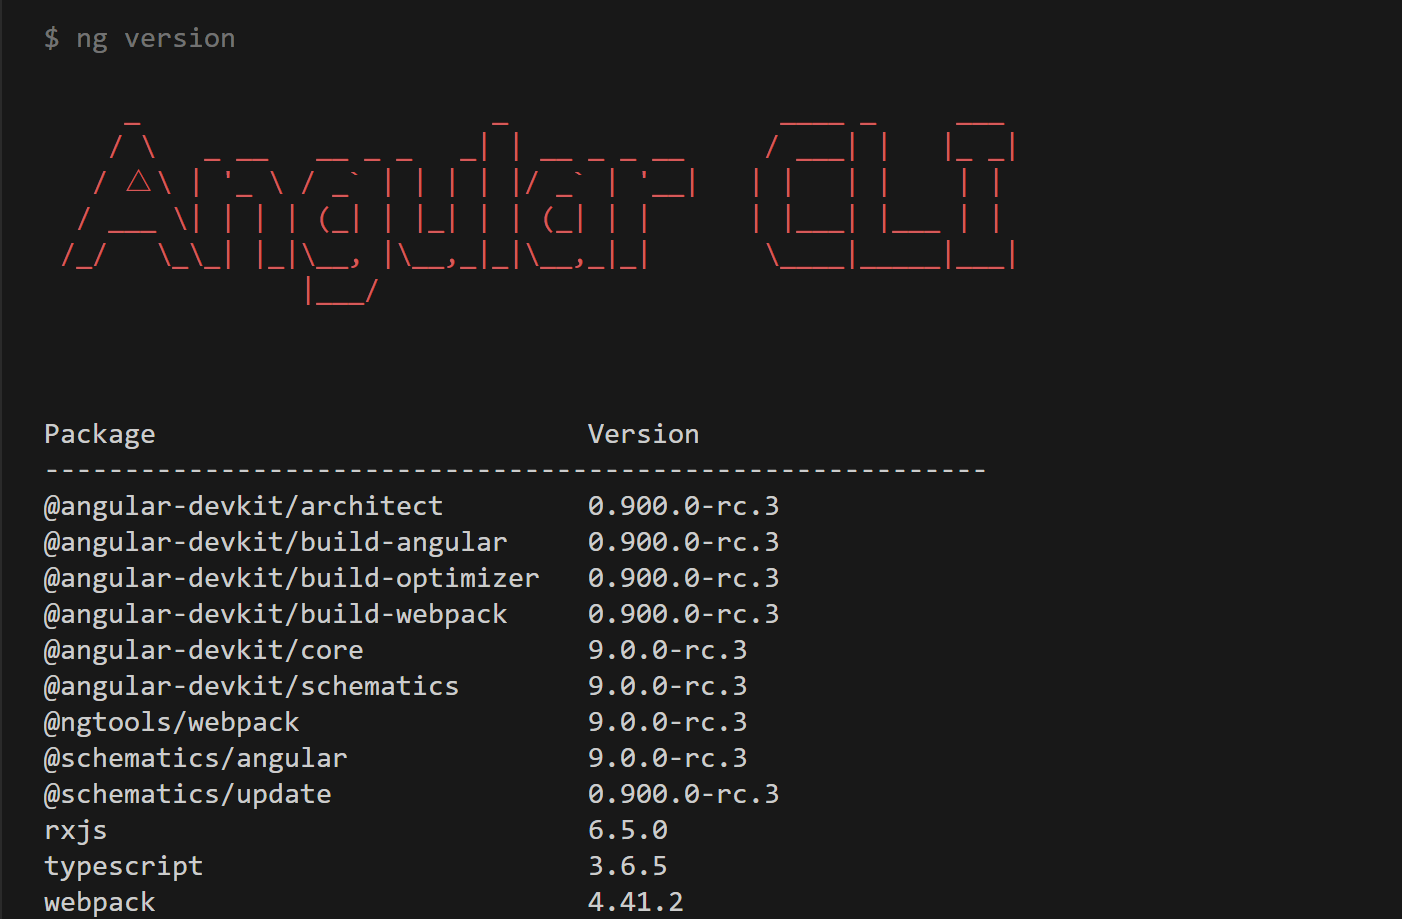 $ ng version
Angular CLI
Package Version
-----------------------------------------------------------
@angular-devkit/architect 0.900.0-rc.3
@angular-devkit/build-angular 0.900.0-rc.3
@angular-devkit/build-optimizer 0.900.0-rc.3
@angular-devkit/build-webpack 0.900.0-rc.3
@angular-devkit/core 9.0.0-rc.3
@angular-devkit/schematics 9.0.0-rc.3
@ngtools/webpack 9.0.0-rc.3
@schematics/angular 9.0.0-rc.3
@schematics/update 0.900.0-rc.3
rxjs 6.5.0
typescript 3.6.5
webpack 4.41.2